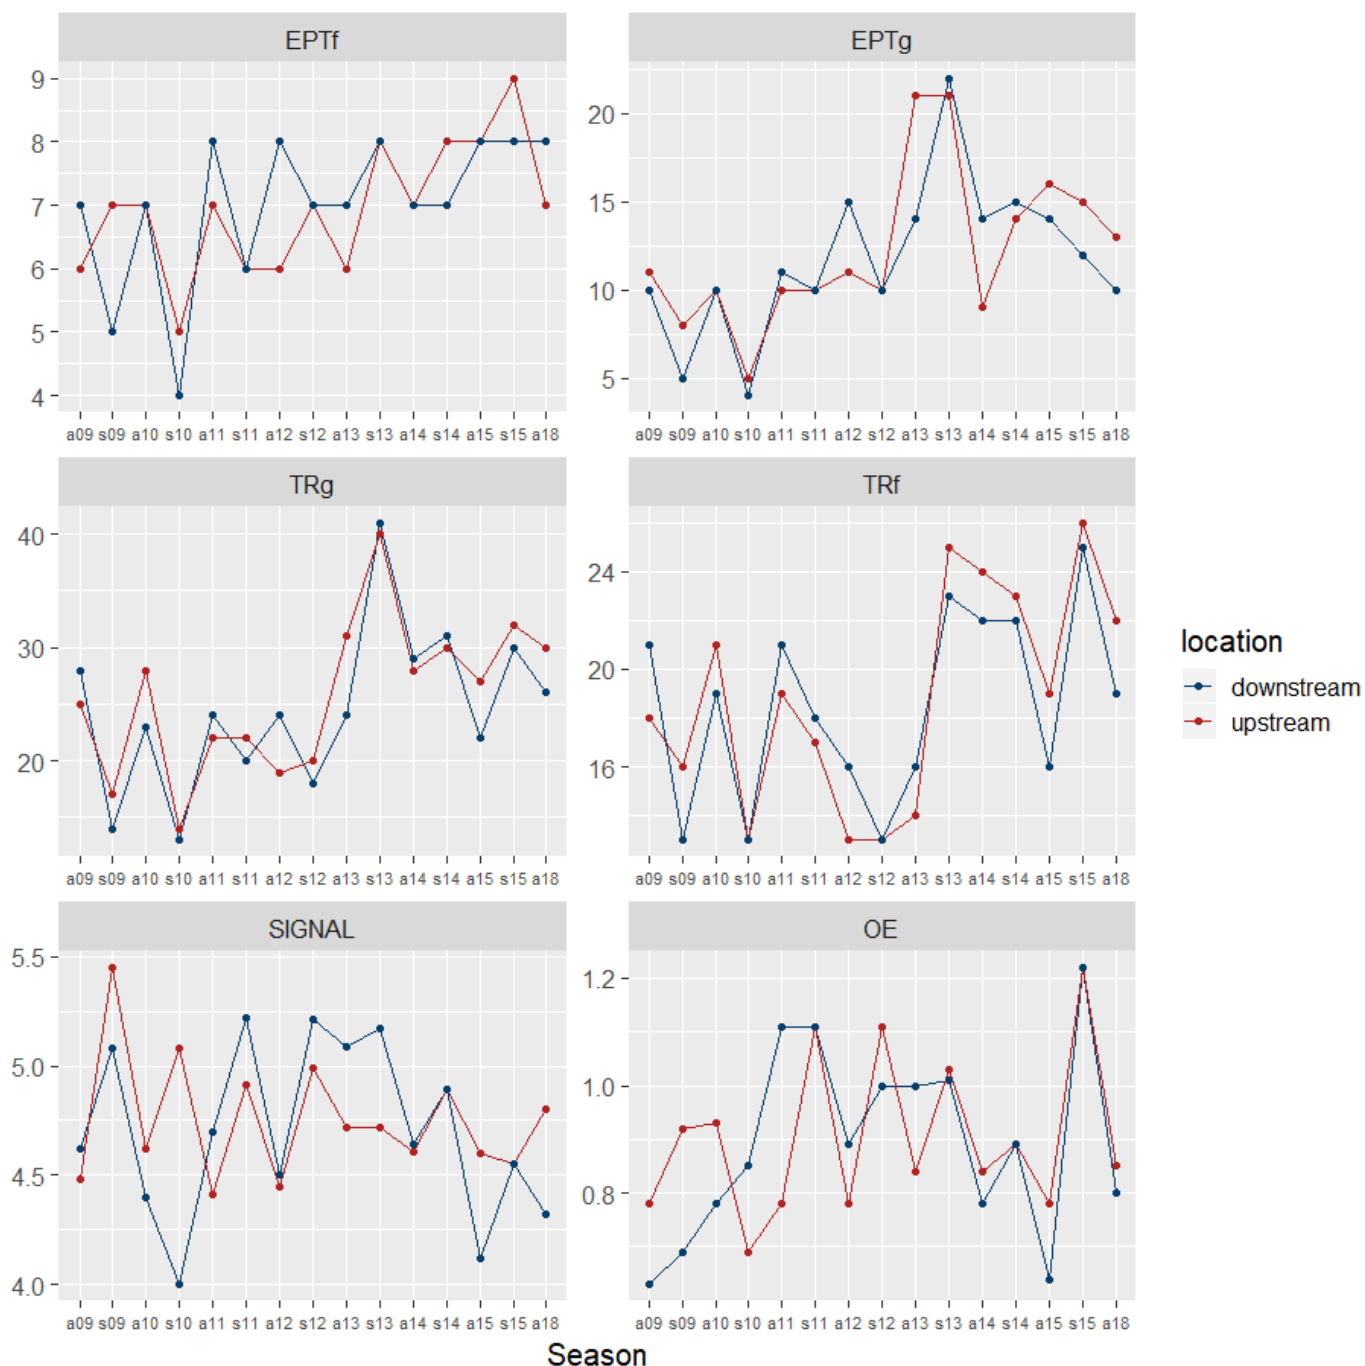 EPTf EPTg
9
8
7
6
5
4
20
15
10
5
a09 s09 a10 s10 a11 s11 a12 s12 a13 s13 a14 s14 a15 s15 a18
a09 s09 a10 s10 a11 s11 a12 s12 a13 s13 a14 s14 a15 s15 a18
TRg TRf
40
30
20
24
20
16
a09 s09 a10 s10 a11 s11 a12 s12 a13 s13 a14 s14 a15 s15 a18
a09 s09 a10 s10 a11 s11 a12 s12 a13 s13 a14 s14 a15 s15 a18
SIGNAL OE
5.5
5.0
4.5
4.0
1.2
1.0
0.8
a09 s09 a10 s10 a11 s11 a12 s12 a13 s13 a14 s14 a15 s15 a18
a09 s09 a10 s10 a11 s11 a12 s12 a13 s13 a14 s14 a15 s15 a18
Season
location
downstream
upstream